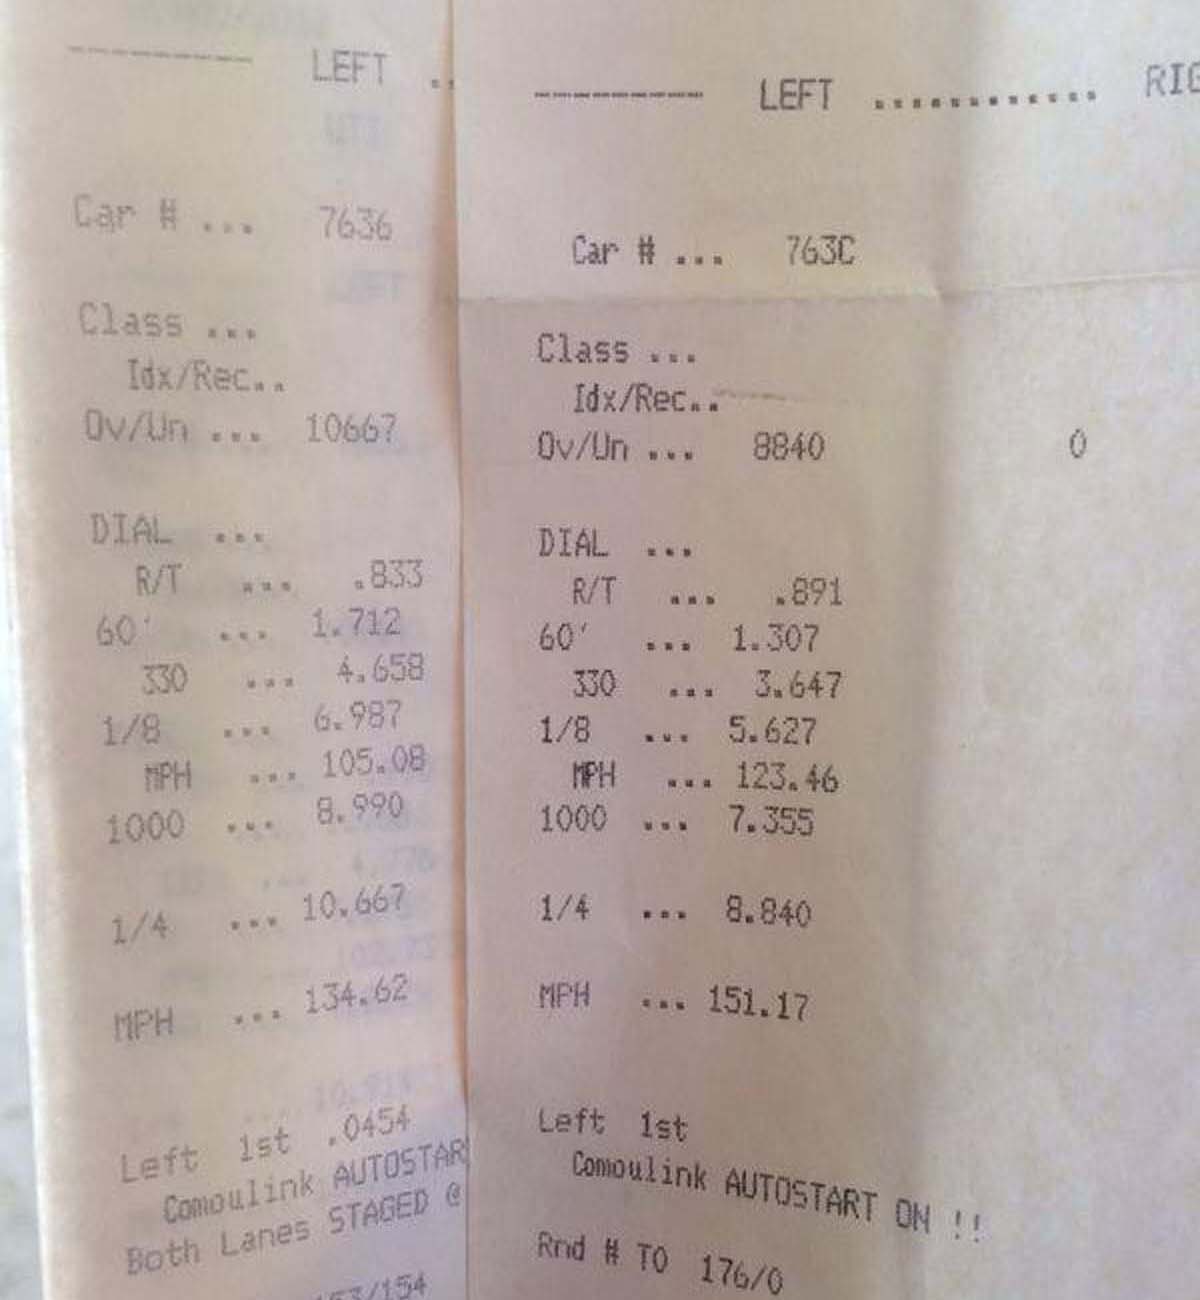 ---------- LEFT ..
Car # ... 7636
Class ...
Idx/Rec..
Ov/Un ... 10667
DIAL ...
R/T ... .833
60' ... 1.712
330 ... 4.658
1/8 ... 6.987
MPH ... 105.08
1000 ... 8.990
1/4 ... 10.667
MPH ... 134.62
Left 1st .0454
Comoulink AUTOSTAR
Both Lanes STAGED @
153/154
---------- LEFT ............ RIG
Car # ... 763C
Class ...
Idx/Rec..
Ov/Un ... 8840 0
DIAL ...
R/T ... .891
60' ... 1.307
330 ... 3.647
1/8 ... 5.627
MPH ... 123.46
1000 ... 7.355
1/4 ... 8.840
MPH ... 151.17
Left 1st
Comoulink AUTOSTART ON !!
Rnd # TO 176/0